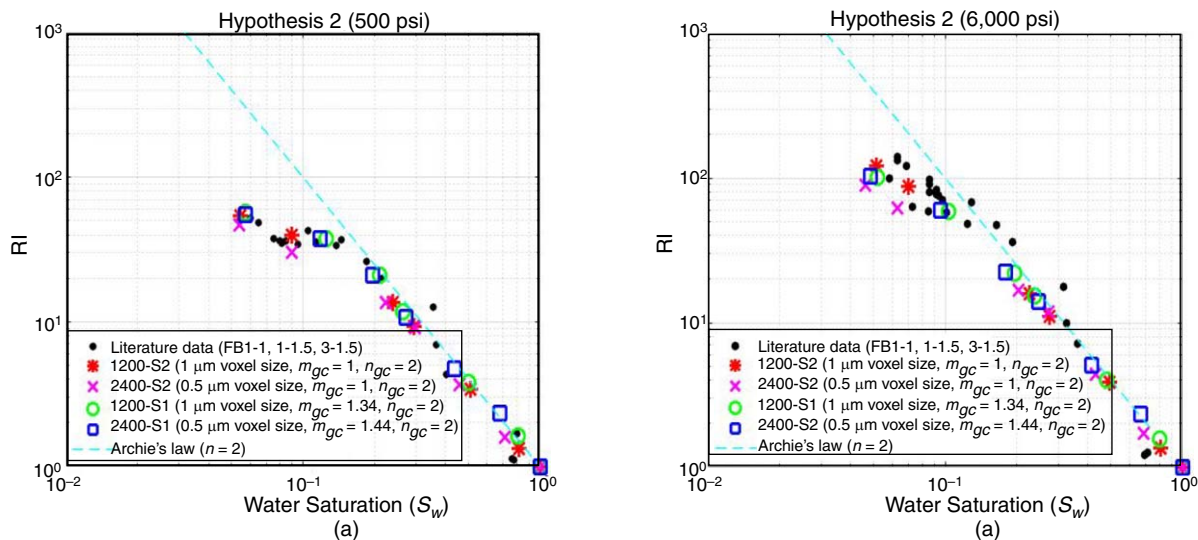 Hypothesis 2 (500 psi)
10³
10²
10¹
10⁰
RI
Literature data (FB1-1, 1-1.5, 3-1.5)
1200-S2 (1 μm voxel size, m_gc = 1, n_gc = 2)
2400-S2 (0.5 μm voxel size, m_gc = 1, n_gc = 2)
1200-S1 (1 μm voxel size, m_gc = 1.34, n_gc = 2)
2400-S1 (0.5 μm voxel size, m_gc = 1.44, n_gc = 2)
Archie's law (n = 2)
10⁻² 10⁻¹ 10⁰
Water Saturation (S_w)
(a)
Hypothesis 2 (6,000 psi)
10³
10²
10¹
10⁰
RI
Literature data (FB1-1, 1-1.5, 3-1.5)
1200-S2 (1 μm voxel size, m_gc = 1, n_gc = 2)
2400-S2 (0.5 μm voxel size, m_gc = 1, n_gc = 2)
1200-S1 (1 μm voxel size, m_gc = 1.34, n_gc = 2)
2400-S1 (0.5 μm voxel size, m_gc = 1.44, n_gc = 2)
Archie's law (n = 2)
10⁻² 10⁻¹ 10⁰
Water Saturation (S_w)
(a)